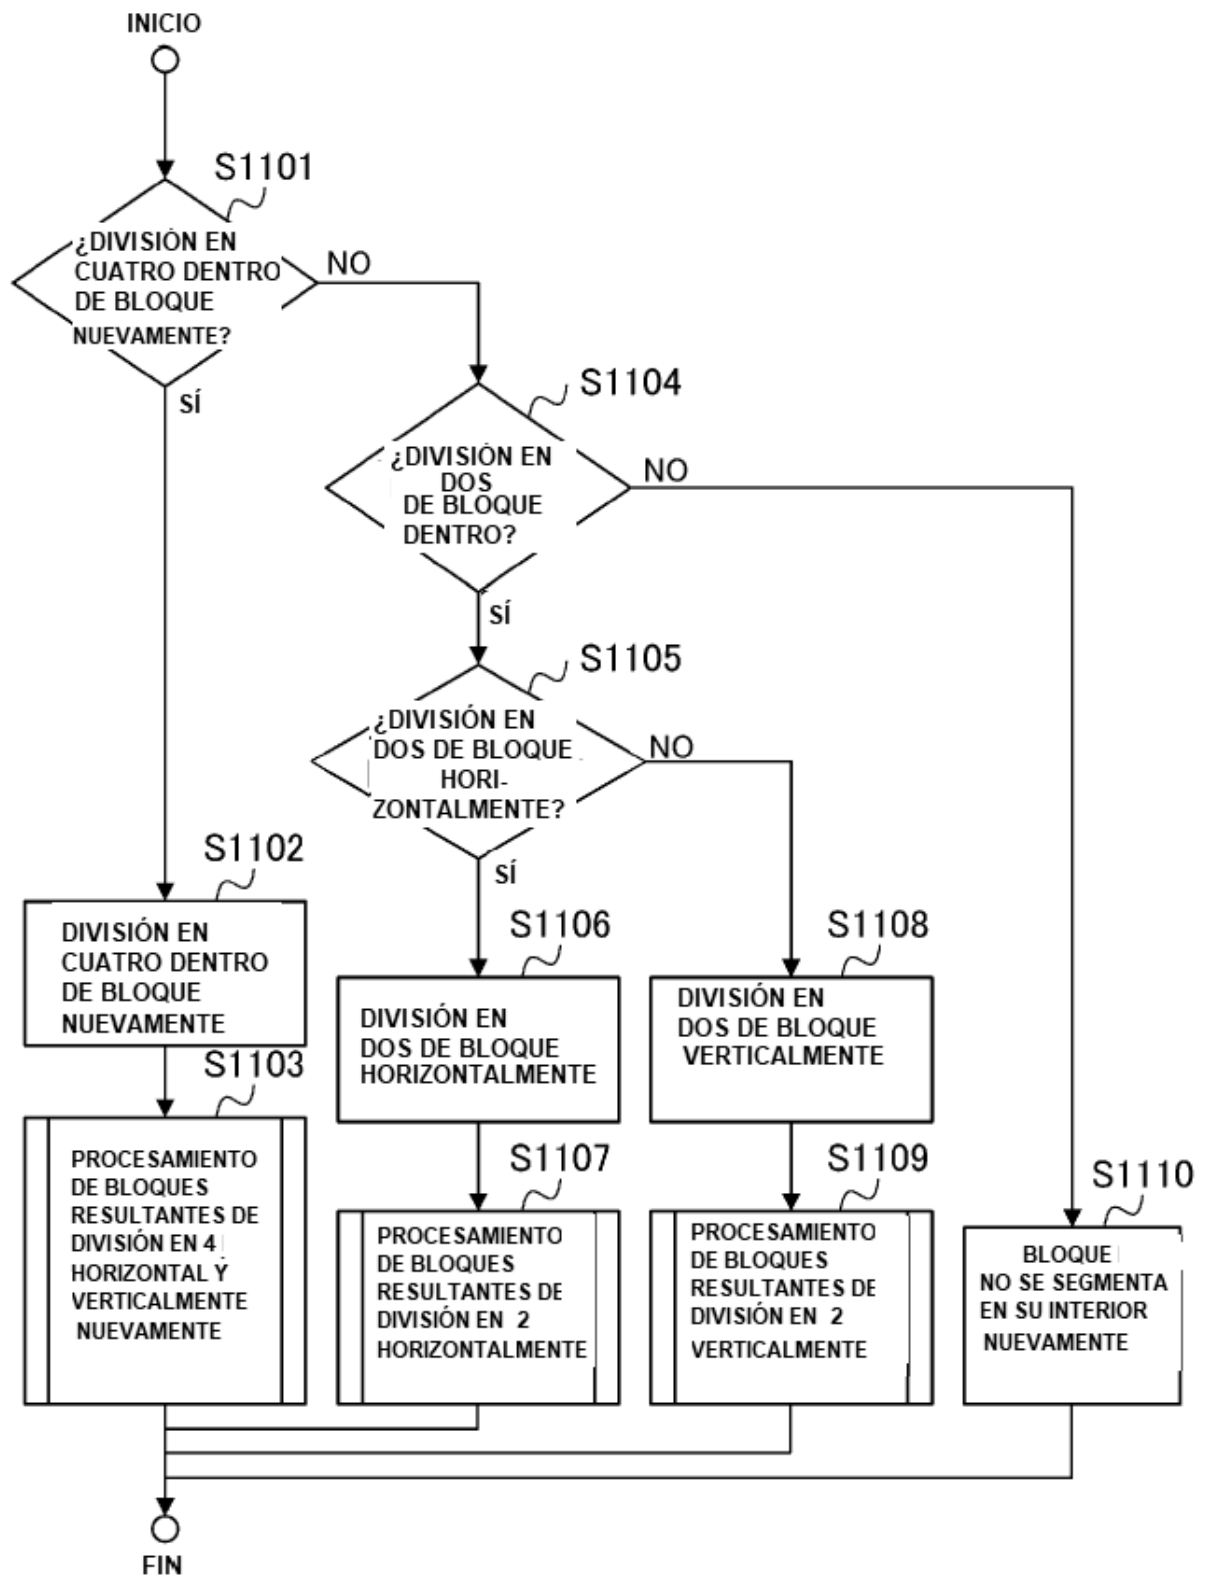 INICIO
S1101
¿DIVISIÓN EN
CUATRO DENTRO
DE BLOQUE
NUEVAMENTE?
NO
SÍ
S1104
¿DIVISIÓN EN
DOS
DE BLOQUE
DENTRO?
NO
SÍ
S1105
¿DIVISIÓN EN
DOS DE BLOQUE
HORI-
ZONTALMENTE?
NO
SÍ
S1102
DIVISIÓN EN
CUATRO DENTRO
DE BLOQUE
NUEVAMENTE
S1106
DIVISIÓN EN
DOS DE BLOQUE
HORIZONTALMENTE
S1108
DIVISIÓN EN
DOS DE BLOQUE
VERTICALMENTE
S1103
PROCESAMIENTO
DE BLOQUES
RESULTANTES DE
DIVISIÓN EN 4
HORIZONTAL Y
VERTICALMENTE
NUEVAMENTE
S1107
PROCESAMIENTO
DE BLOQUES
RESULTANTES DE
DIVISIÓN EN 2
HORIZONTALMENTE
S1109
PROCESAMIENTO
DE BLOQUES
RESULTANTES DE
DIVISIÓN EN 2
VERTICALMENTE
S1110
BLOQUE
NO SE SEGMENTA
EN SU INTERIOR
NUEVAMENTE
FIN